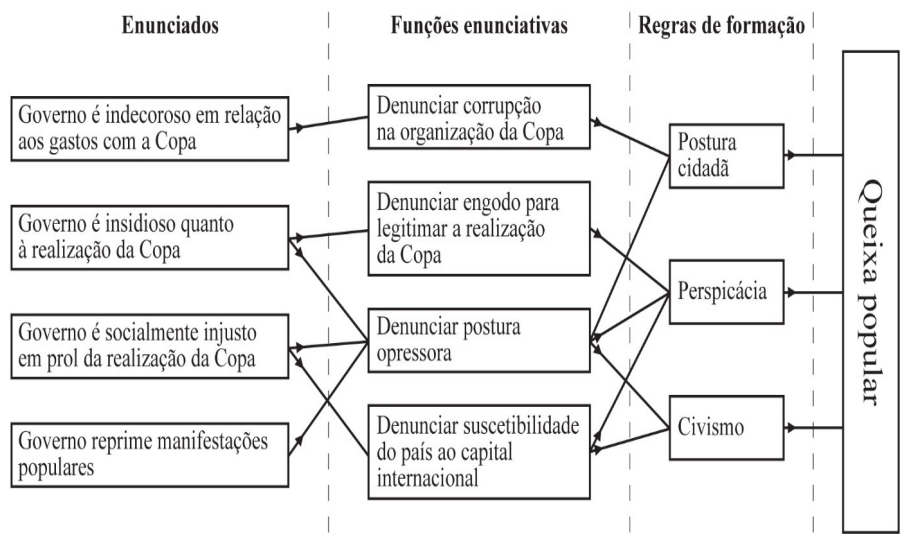 Enunciados
Funções enunciativas
Regras de formação
Governo é indecoroso em relação
aos gastos com a Copa
Governo é insidioso quanto
à realização da Copa
Governo é socialmente injusto
em prol da realização da Copa
Governo reprime manifestações
populares
Denunciar corrupção
na organização da Copa
Denunciar engodo para
legitimar a realização
da Copa
Denunciar postura
opressora
Denunciar suscetibilidade
do país ao capital
internacional
Postura
cidadã
Perspicácia
Civismo
Queixa popular